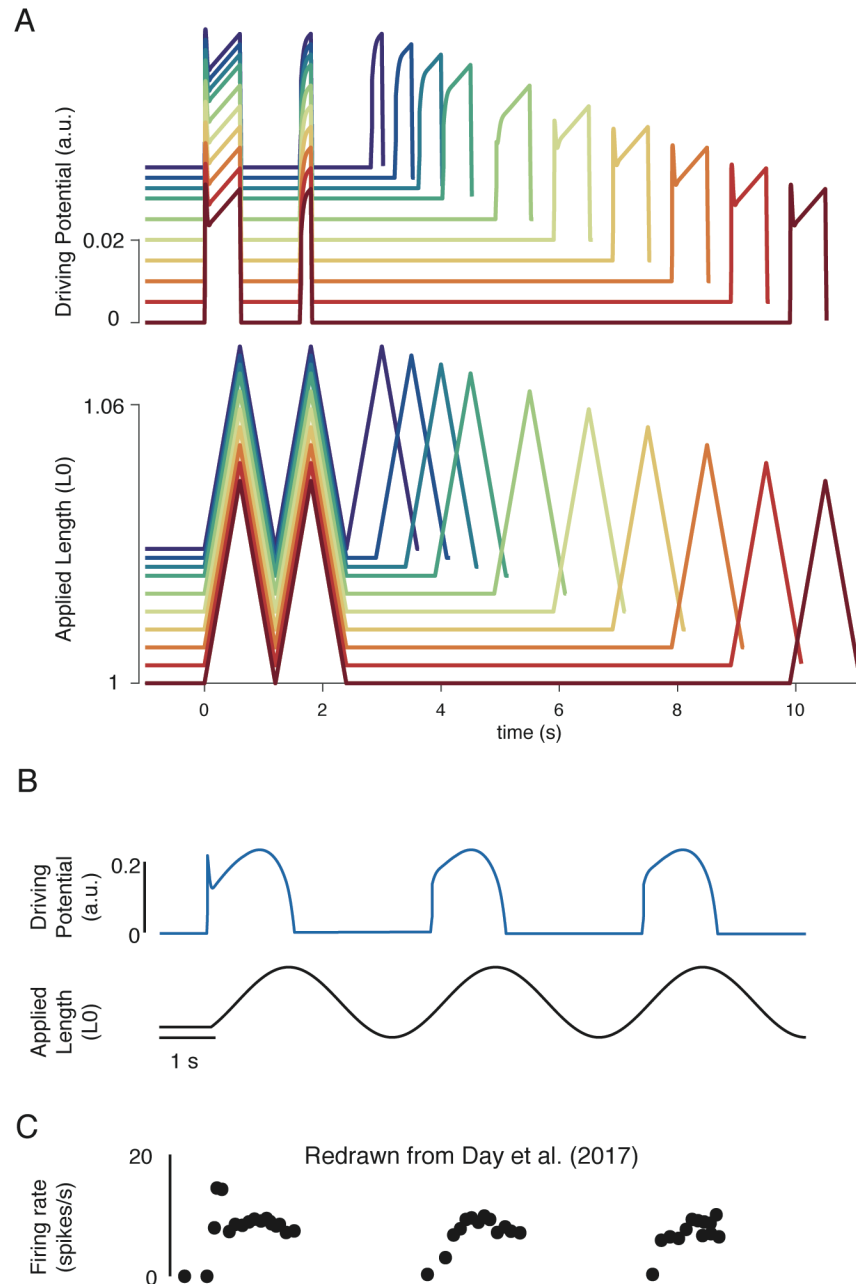 A
Driving Potential (a.u.)
0.02
0
Applied Length (L0)
1.06
1
0
2
4
6
8
10
time (s)
B
Driving
Potential
(a.u.)
0.2
0
Applied
Length
(L0)
1 s
C
Redrawn from Day et al. (2017)
Firing rate
(spikes/s)
20
0